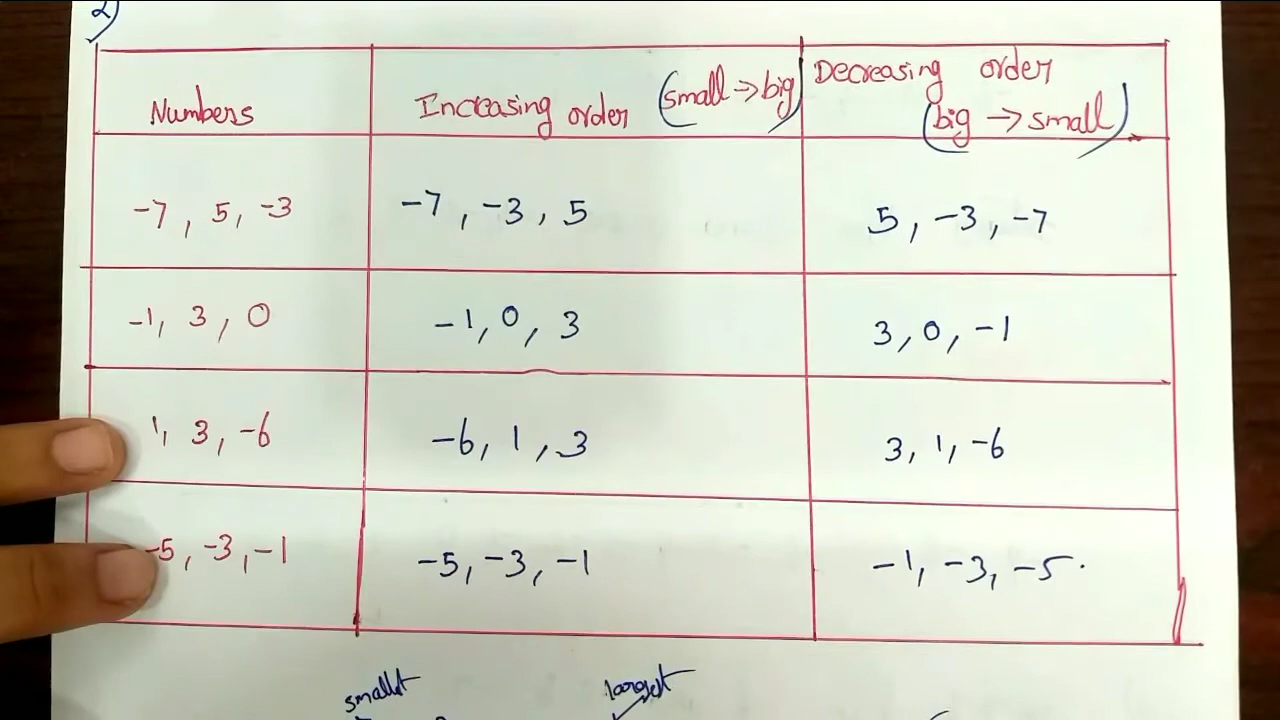 2)
Numbers
Increasing order (small → big)
Decreasing order
(big → small)
-7, 5, -3
-7, -3, 5
5, -3, -7
-1, 3, 0
-1, 0, 3
3, 0, -1
1, 3, -6
-6, 1, 3
3, 1, -6
-5, -3, -1
-5, -3, -1
-1, -3, -5.
smallest
largest